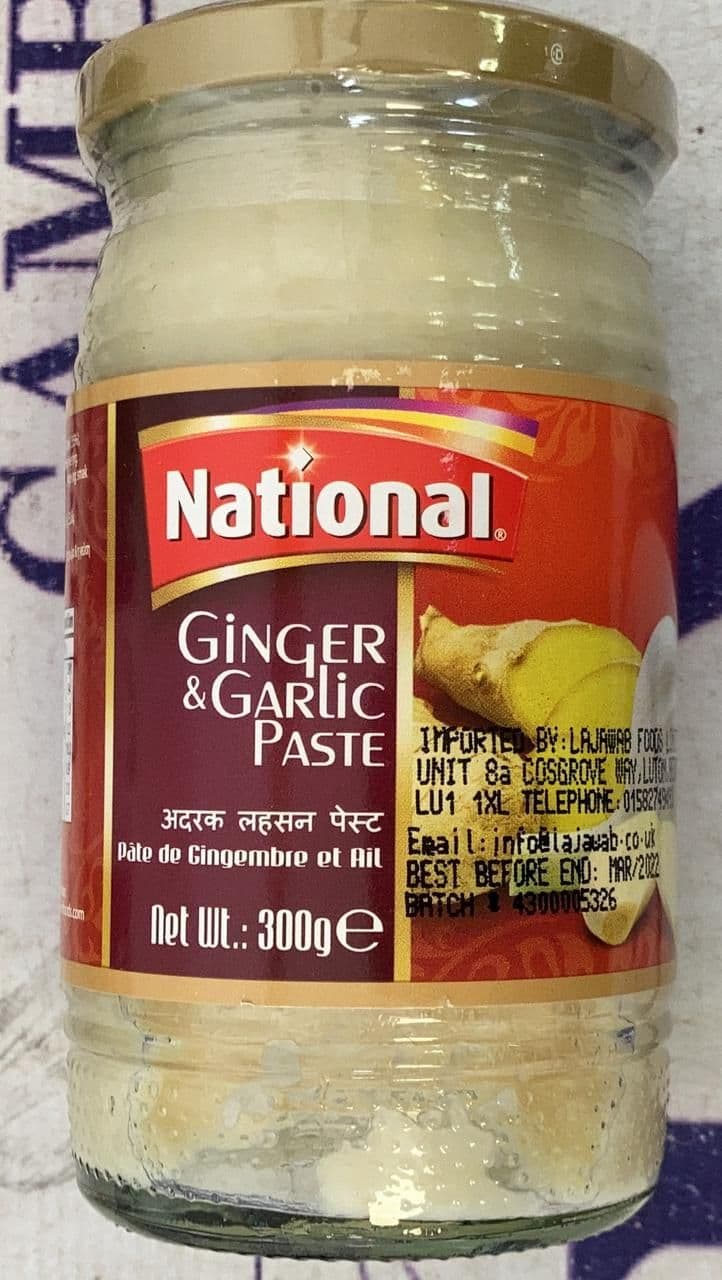 GAME
National®
GiNGER
&GARlic
PASTE
अदरक लहसन पेस्ट
Pâte de Gingembre et Ail
Net Wt.: 300g e
IMPORTED BY:LAJAWAB FOODS
UNIT 8a COSGROVE WAY, LUTON
LU1 1XL TELEPHONE:
Email: info@lajawab.co.uk
BEST BEFORE END: MAR/2022
BATCH # 4300005326